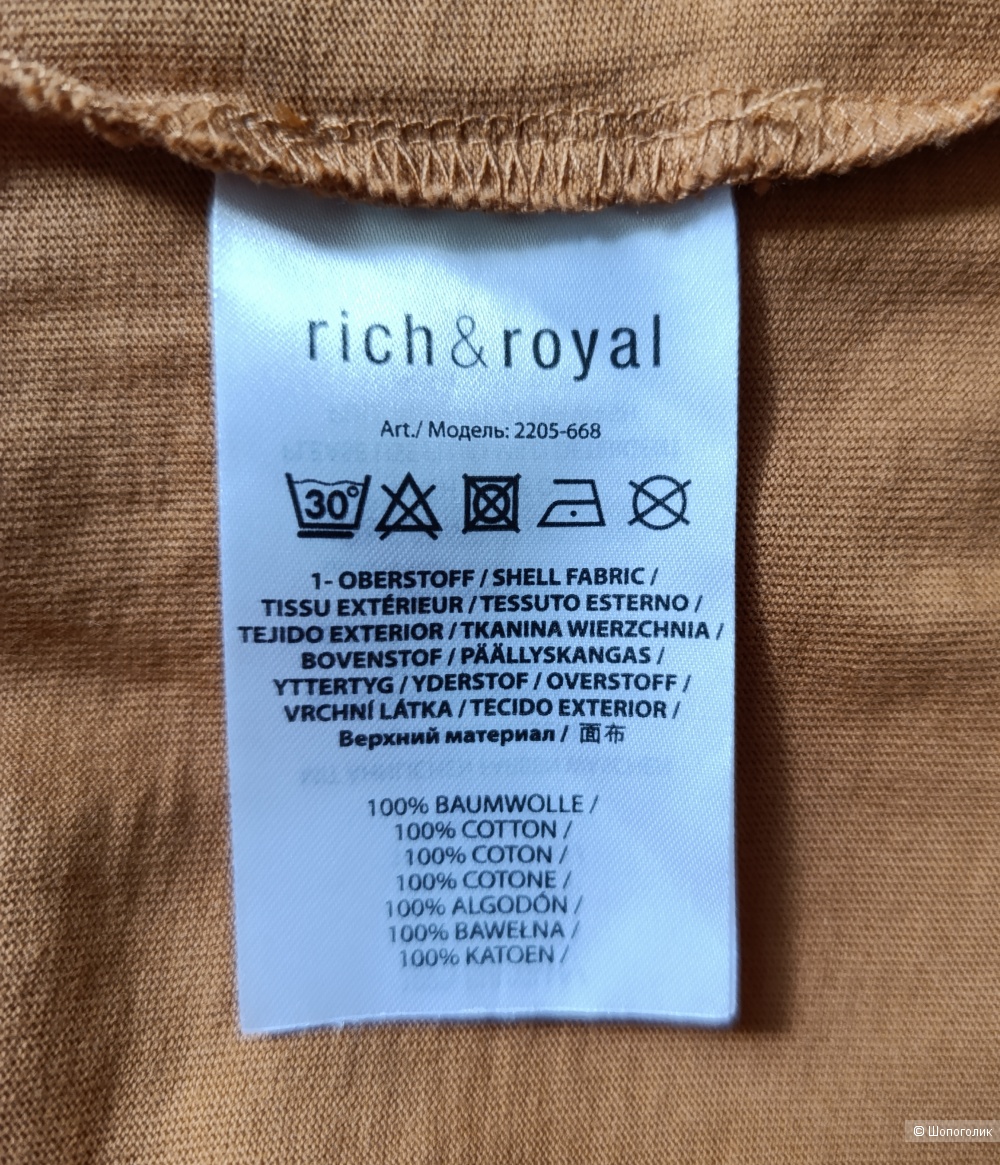 rich&royal
Art./ Модель: 2205-668
30°
1- OBERSTOFF / SHELL FABRIC /
TISSU EXTÉRIEUR / TESSUTO ESTERNO /
TEJIDO EXTERIOR / TKANINA WIERZCHNIA /
BOVENSTOF / PÄÄLLYSKANGAS /
YTTERTYG / YDERSTOF / OVERSTOFF /
VRCHNÍ LÁTKA / TECIDO EXTERIOR /
Верхний материал / 面布
100% BAUMWOLLE /
100% COTTON /
100% COTON /
100% COTONE /
100% ALGODÓN /
100% BAWEŁNA /
100% KATOEN /
© Шопоголик